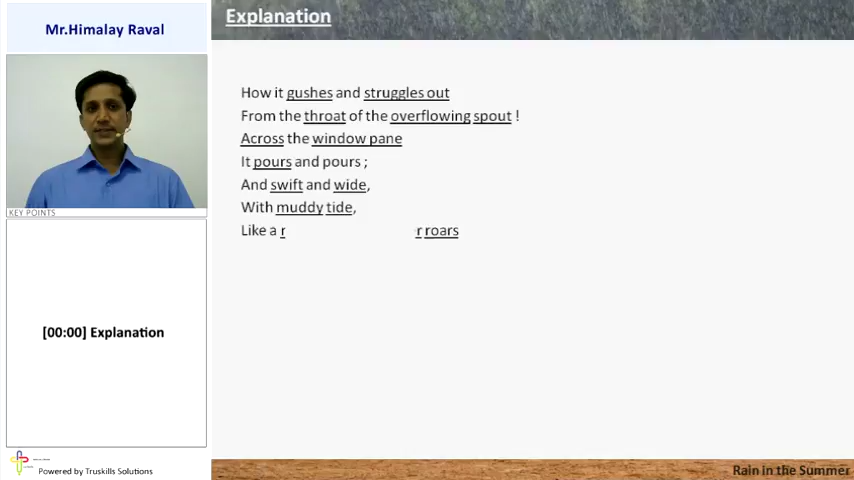 Mr.Himalay Raval
KEY POINTS
[00:00] Explanation
Powered by Truskills Solutions
Explanation
How it gushes and struggles out
From the throat of the overflowing spout !
Across the window pane
It pours and pours ;
And swift and wide,
With muddy tide,
Like a r r roars
Rain in the Summer